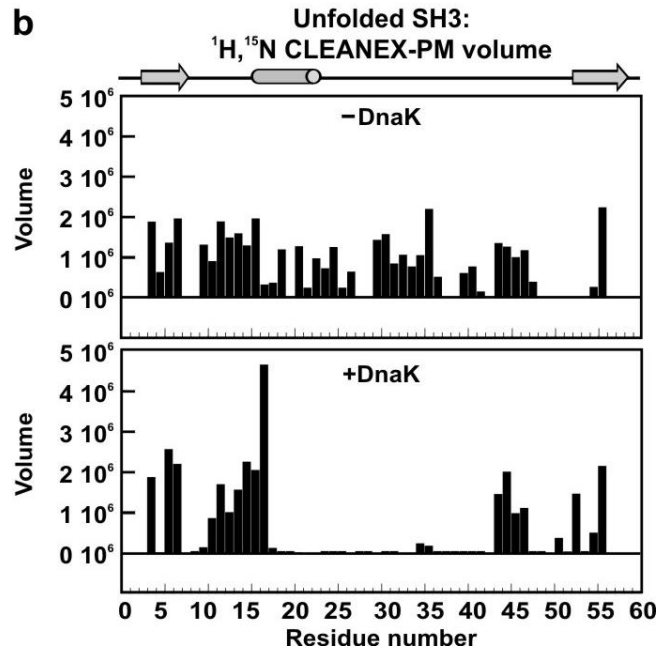 b
Unfolded SH3:
¹H,¹⁵N CLEANEX-PM volume
5 10⁶
4 10⁶
3 10⁶
2 10⁶
1 10⁶
0 10⁶
Volume
−DnaK
5 10⁶
4 10⁶
3 10⁶
2 10⁶
1 10⁶
0 10⁶
Volume
+DnaK
0 5 10 15 20 25 30 35 40 45 50 55 60
Residue number